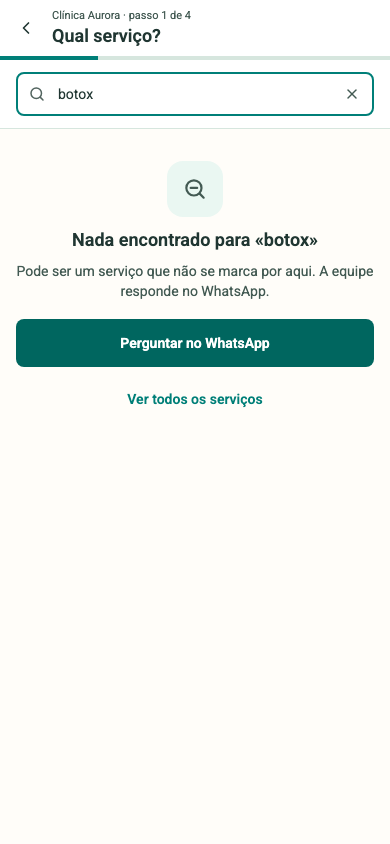 Clínica Aurora · passo 1 de 4
Qual serviço?
botox
Nada encontrado para «botox»
Pode ser um serviço que não se marca por aqui. A equipe
responde no WhatsApp.
Perguntar no WhatsApp
Ver todos os serviços